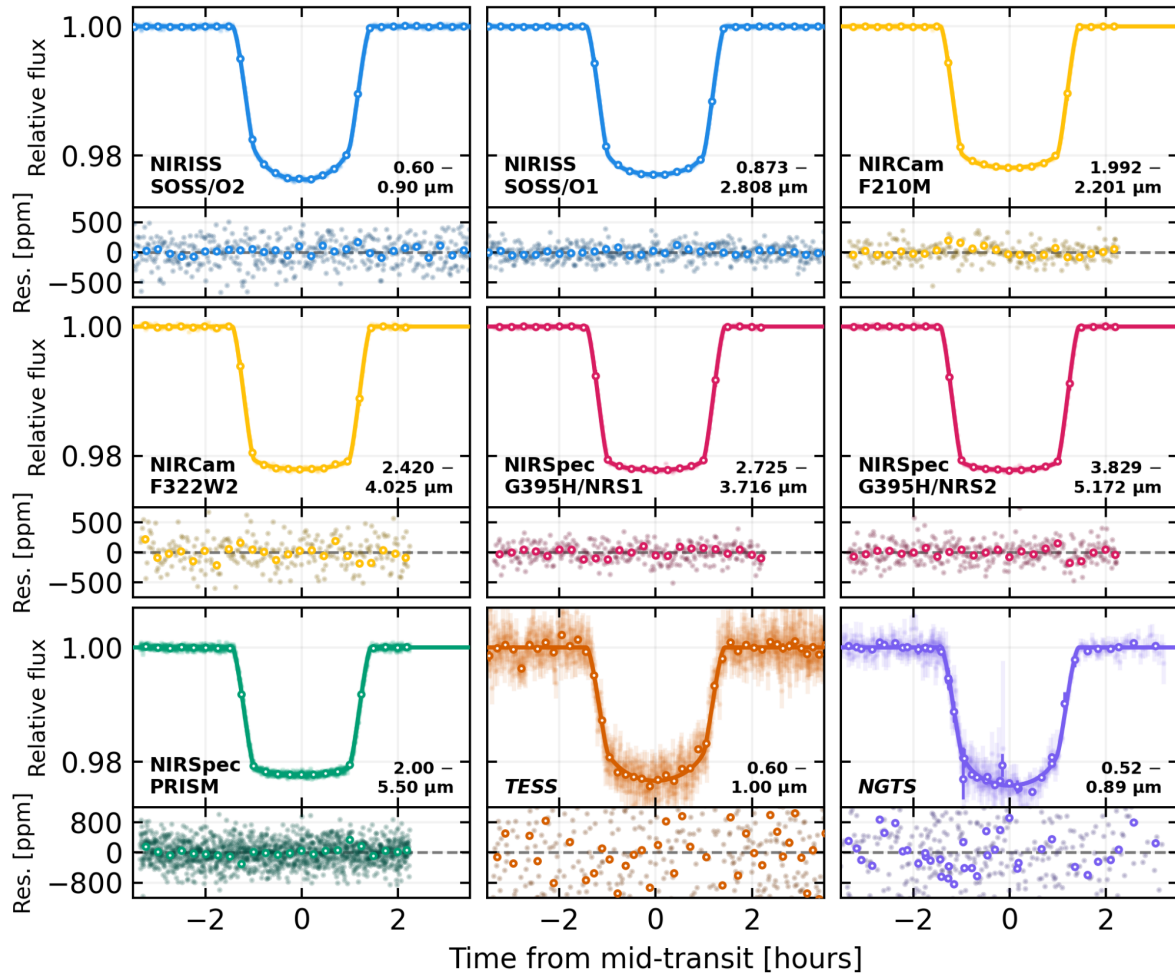 Relative flux
1.00
0.98
NIRISS
SOSS/O2
0.60 −
0.90 μm
NIRISS
SOSS/O1
0.873 −
2.808 μm
NIRCam
F210M
1.992 −
2.201 μm
Res. [ppm]
500
0
−500
Relative flux
1.00
0.98
NIRCam
F322W2
2.420 −
4.025 μm
NIRSpec
G395H/NRS1
2.725 −
3.716 μm
NIRSpec
G395H/NRS2
3.829 −
5.172 μm
Res. [ppm]
500
0
−500
Relative flux
1.00
0.98
NIRSpec
PRISM
2.00 −
5.50 μm
TESS
0.60 −
1.00 μm
NGTS
0.52 −
0.89 μm
Res. [ppm]
800
0
−800
−2 0 2
−2 0 2
−2 0 2
Time from mid-transit [hours]